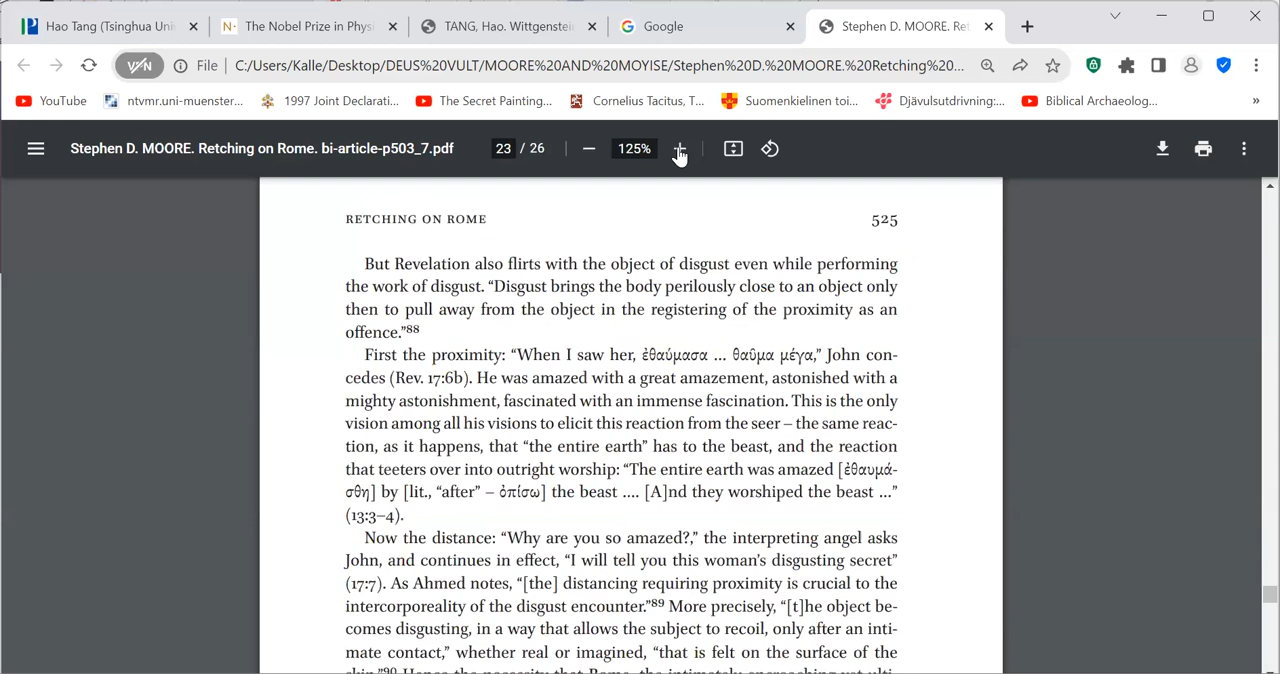 Hao Tang (Tsinghua Uni
The Nobel Prize in Physi
TANG, Hao. Wittgenstein
Google
Stephen D. MOORE. Ret
File C:/Users/Kalle/Desktop/DEUS%20VULT/MOORE%20AND%20MOYISE/Stephen%20D.%20MOORE.%20Retching%20...
YouTube
ntvmr.uni-muenster...
1997 Joint Declarati...
The Secret Painting...
Cornelius Tacitus, T...
Suomenkielinen toi...
Djävulsutdrivning:...
Biblical Archaeolog...
»
Stephen D. MOORE. Retching on Rome. bi-article-p503_7.pdf 23 / 26 125%
RETCHING ON ROME 525
But Revelation also flirts with the object of disgust even while performing
the work of disgust. “Disgust brings the body perilously close to an object only
then to pull away from the object in the registering of the proximity as an
offence.”88
First the proximity: “When I saw her, ἐθαύμασα ... θαῦμα μέγα,” John con-
cedes (Rev. 17:6b). He was amazed with a great amazement, astonished with a
mighty astonishment, fascinated with an immense fascination. This is the only
vision among all his visions to elicit this reaction from the seer – the same reac-
tion, as it happens, that “the entire earth” has to the beast, and the reaction
that teeters over into outright worship: “The entire earth was amazed [ἐθαυμά-
σθη] by [lit., “after” – ὀπίσω] the beast .... [A]nd they worshiped the beast ...”
(13:3–4).
Now the distance: “Why are you so amazed?,” the interpreting angel asks
John, and continues in effect, “I will tell you this woman’s disgusting secret”
(17:7). As Ahmed notes, “[the] distancing requiring proximity is crucial to the
intercorporeality of the disgust encounter.”89 More precisely, “[t]he object be-
comes disgusting, in a way that allows the subject to recoil, only after an inti-
mate contact,” whether real or imagined, “that is felt on the surface of the
skin.”90 Hence the necessity that Rome, the intimately approaching yet ulti-